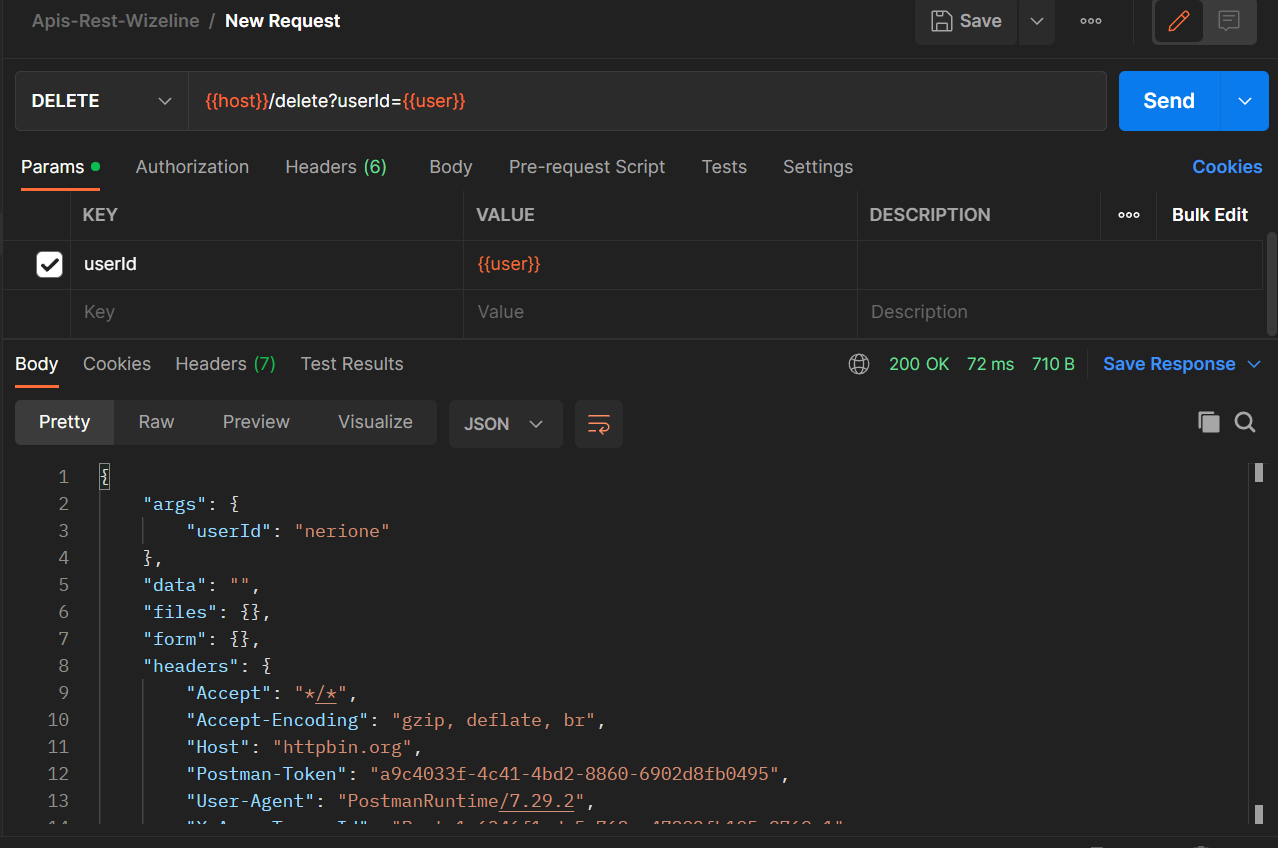 Apis-Rest-Wizeline / New Request Save
DELETE {{host}}/delete?userId={{user}} Send
Params Authorization Headers (6) Body Pre-request Script Tests Settings Cookies
KEY VALUE DESCRIPTION Bulk Edit
userId {{user}}
Key Value Description
Body Cookies Headers (7) Test Results 200 OK 72 ms 710 B Save Response
Pretty Raw Preview Visualize JSON
1 {
2 "args": {
3 "userId": "nerione"
4 },
5 "data": "",
6 "files": {},
7 "form": {},
8 "headers": {
9 "Accept": "*/*",
10 "Accept-Encoding": "gzip, deflate, br",
11 "Host": "httpbin.org",
12 "Postman-Token": "a9c4033f-4c41-4bd2-8860-6902d8fb0495",
13 "User-Agent": "PostmanRuntime/7.29.2",